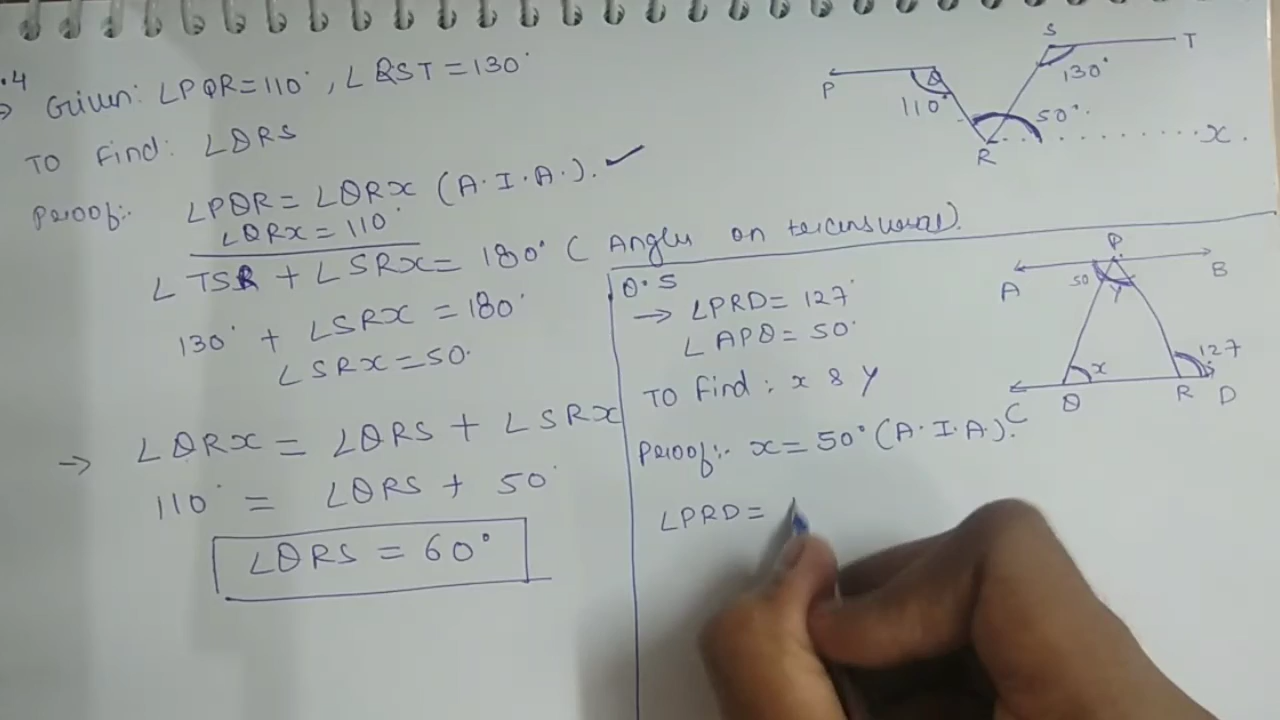 .4
→ Given: ∠PQR = 110°, ∠RST = 130°
To Find: ∠QRS
Proof:- ∠PQR = ∠QRX (A.I.A.). ✓
∠QRX = 110°
∠TSR + ∠SRX = 180° (Angles on transversal).
130° + ∠SRX = 180°
∠SRX = 50.
→ ∠QRX = ∠QRS + ∠SRX
110° = ∠QRS + 50°
∠QRS = 60°
P Q S T
110° 130°
50°
R X.
Q.5
→ ∠PRD = 127°
∠APQ = 50.
To Find: x & y
Proof:- x = 50° (A.I.A).
∠PRD =
A P B
50 y
x 127
C Q R D